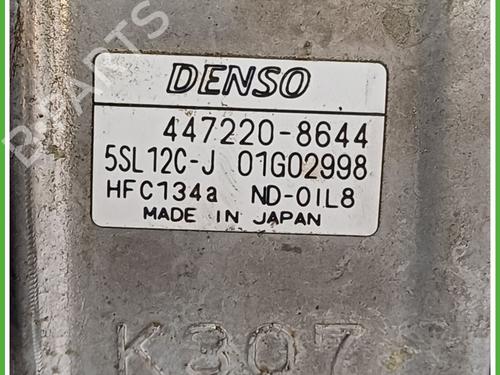 DENSO
447220-8644
5SL12C-J 01G02998
HFC134a ND-OIL8
MADE IN JAPAN
K307